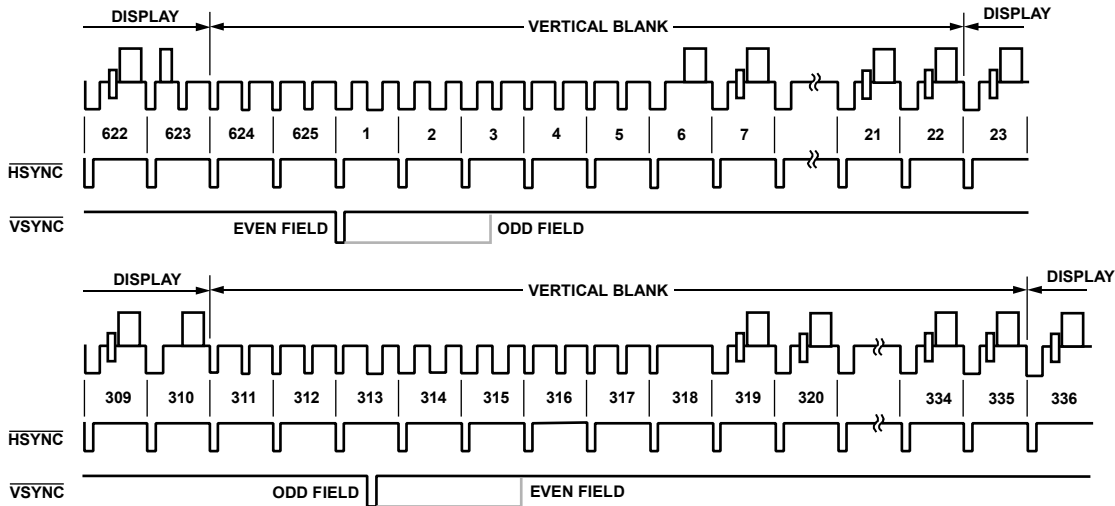 DISPLAY VERTICAL BLANK DISPLAY
622 623 624 625 1 2 3 4 5 6 7 21 22 23
HSYNC
VSYNC EVEN FIELD ODD FIELD
DISPLAY VERTICAL BLANK DISPLAY
309 310 311 312 313 314 315 316 317 318 319 320 334 335 336
HSYNC
VSYNC ODD FIELD EVEN FIELD